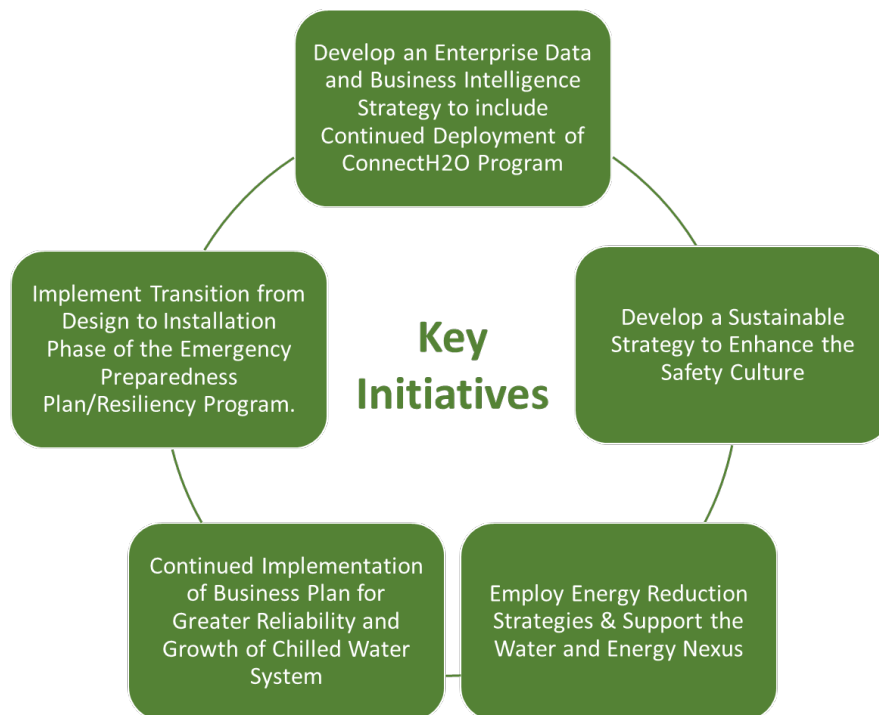 Develop an Enterprise Data
and Business Intelligence
Strategy to include
Continued Deployment of
ConnectH2O Program
Develop a Sustainable
Strategy to Enhance the
Safety Culture
Employ Energy Reduction
Strategies & Support the
Water and Energy Nexus
Continued Implementation
of Business Plan for
Greater Reliability and
Growth of Chilled Water
System
Implement Transition from
Design to Installation
Phase of the Emergency
Preparedness
Plan/Resiliency Program.
Key
Initiatives